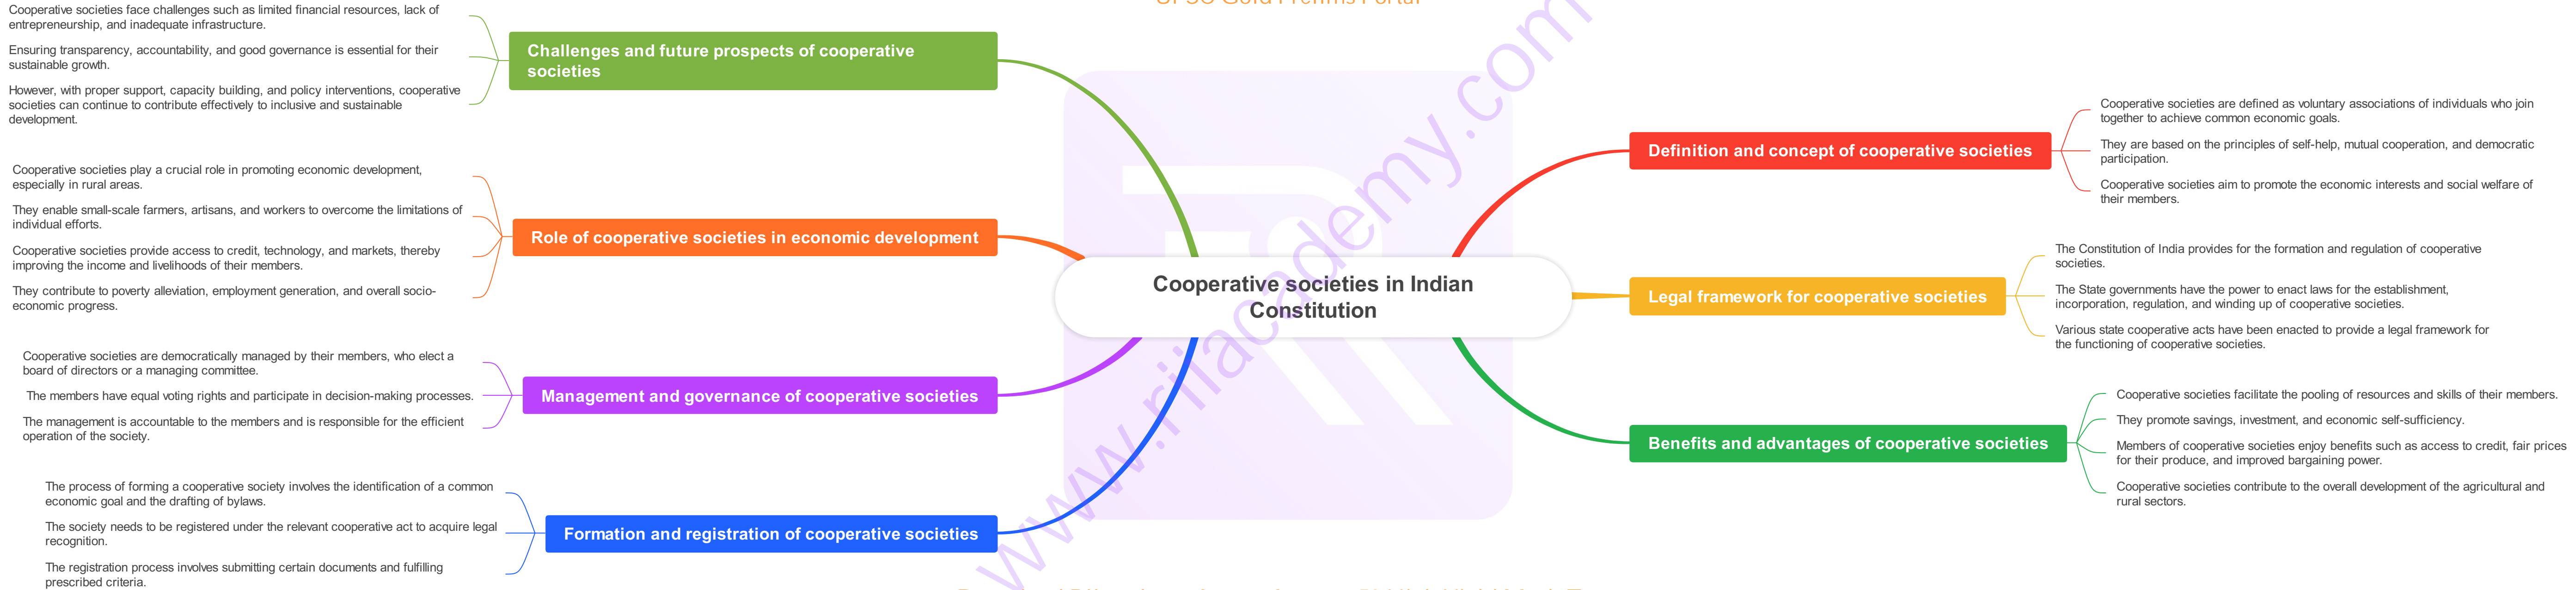 UPSC Gold Prelims Portal
Cooperative societies in Indian
Constitution
Definition and concept of cooperative societies
Cooperative societies are defined as voluntary associations of individuals who join
together to achieve common economic goals.
They are based on the principles of self-help, mutual cooperation, and democratic
participation.
Cooperative societies aim to promote the economic interests and social welfare of
their members.
Legal framework for cooperative societies
The Constitution of India provides for the formation and regulation of cooperative
societies.
The State governments have the power to enact laws for the establishment,
incorporation, regulation, and winding up of cooperative societies.
Various state cooperative acts have been enacted to provide a legal framework for
the functioning of cooperative societies.
Benefits and advantages of cooperative societies
Cooperative societies facilitate the pooling of resources and skills of their members.
They promote savings, investment, and economic self-sufficiency.
Members of cooperative societies enjoy benefits such as access to credit, fair prices
for their produce, and improved bargaining power.
Cooperative societies contribute to the overall development of the agricultural and
rural sectors.
Formation and registration of cooperative societies
The process of forming a cooperative society involves the identification of a common
economic goal and the drafting of bylaws.
The society needs to be registered under the relevant cooperative act to acquire legal
recognition.
The registration process involves submitting certain documents and fulfilling
prescribed criteria.
Management and governance of cooperative societies
Cooperative societies are democratically managed by their members, who elect a
board of directors or a managing committee.
The members have equal voting rights and participate in decision-making processes.
The management is accountable to the members and is responsible for the efficient
operation of the society.
Role of cooperative societies in economic development
Cooperative societies play a crucial role in promoting economic development,
especially in rural areas.
They enable small-scale farmers, artisans, and workers to overcome the limitations of
individual efforts.
Cooperative societies provide access to credit, technology, and markets, thereby
improving the income and livelihoods of their members.
They contribute to poverty alleviation, employment generation, and overall socio-
economic progress.
Challenges and future prospects of cooperative
societies
Cooperative societies face challenges such as limited financial resources, lack of
entrepreneurship, and inadequate infrastructure.
Ensuring transparency, accountability, and good governance is essential for their
sustainable growth.
However, with proper support, capacity building, and policy interventions, cooperative
societies can continue to contribute effectively to inclusive and sustainable
development.